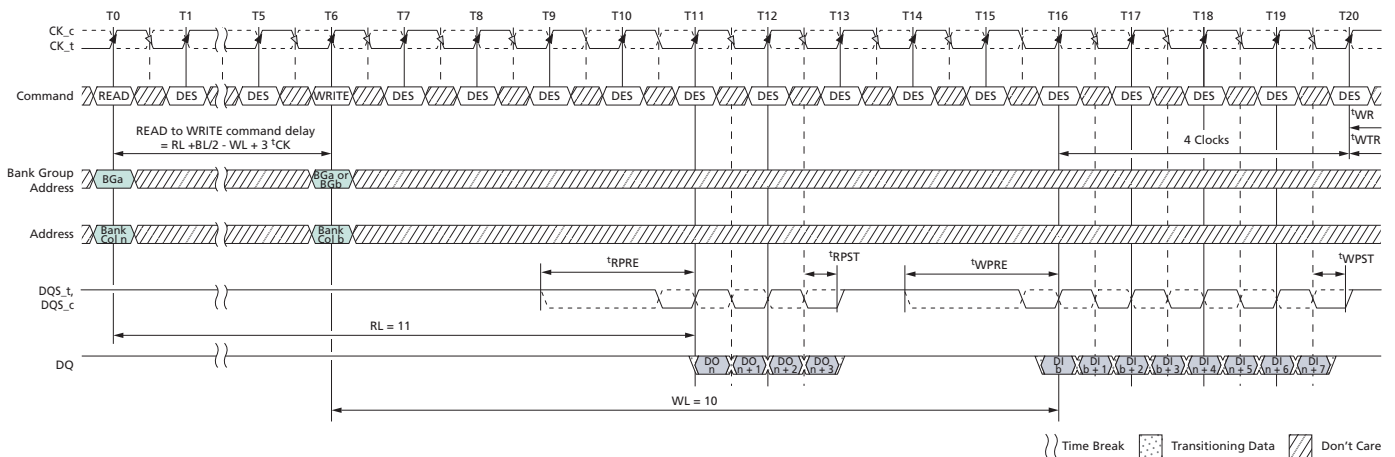 T0 T1 T5 T6 T7 T8 T9 T10 T11 T12 T13 T14 T15 T16 T17 T18 T19 T20
CK_c
CK_t
Command READ DES DES WRITE DES DES DES DES DES DES DES DES DES DES DES DES DES DES
tWR
READ to WRITE command delay
= RL +BL/2 - WL + 3 tCK
4 Clocks
tWTR
Bank Group
Address
BGa
BGa or
BGb
Address
Bank
Col n
Bank
Col b
tRPRE tRPST tWPRE tWPST
DQS_t,
DQS_c
RL = 11
DQ
DO
n
DO
n + 1
DO
n + 2
DO
n + 3
DI
b
DI
b + 1
DI
b + 2
DI
b + 3
DI
n + 4
DI
n + 5
DI
n + 6
DI
n + 7
WL = 10
Time Break Transitioning Data Don't Care